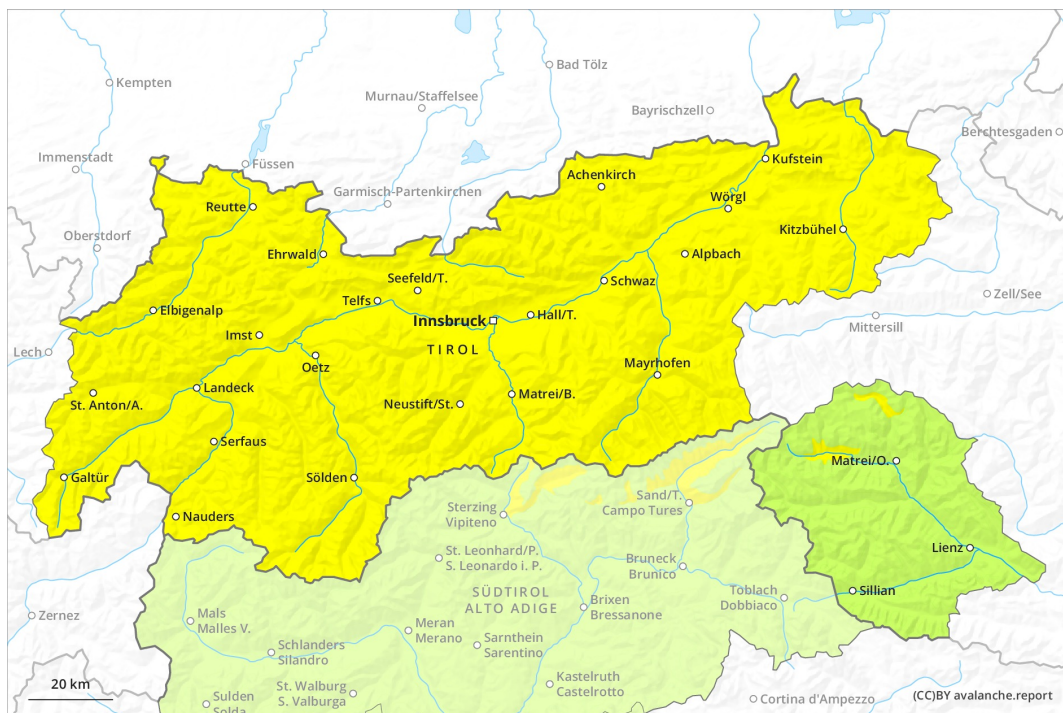 Kempten
Bad Tölz
Murnau/Staffelsee
Bayrischzell
Berchtesgaden
Immenstadt
Füssen
Kufstein
Garmisch-Partenkirchen
Achenkirch
Reutte
Wörgl
Oberstdorf
Kitzbühel
Ehrwald
Alpbach
Seefeld/T.
Schwaz
Telfs
Zell/See
Elbigenalp
Innsbruck
Hall/T.
Mittersill
Imst
TIROL
Lech
Oetz
Mayrhofen
Landeck
St. Anton/A.
Neustift/St.
Matrei/B.
Serfaus
Matrei/O.
Galtür
Sölden
Sand/T.
Campo Tures
Sterzing
Vipiteno
Nauders
Lienz
St. Leonhard/P.
S. Leonardo i. P.
Bruneck
Brunico
Sillian
SÜDTIROL
ALTO ADIGE
Toblach
Dobbiaco
Brixen
Bressanone
Zernez
Mals
Malles V.
Meran
Merano
Sarnthein
Sarentino
Schlanders
Silandro
Kastelruth
Castelrotto
20 km
St. Walburg
S. Valburga
Sulden
Solda
Cortina d'Ampezzo
(CC)BY avalanche.report